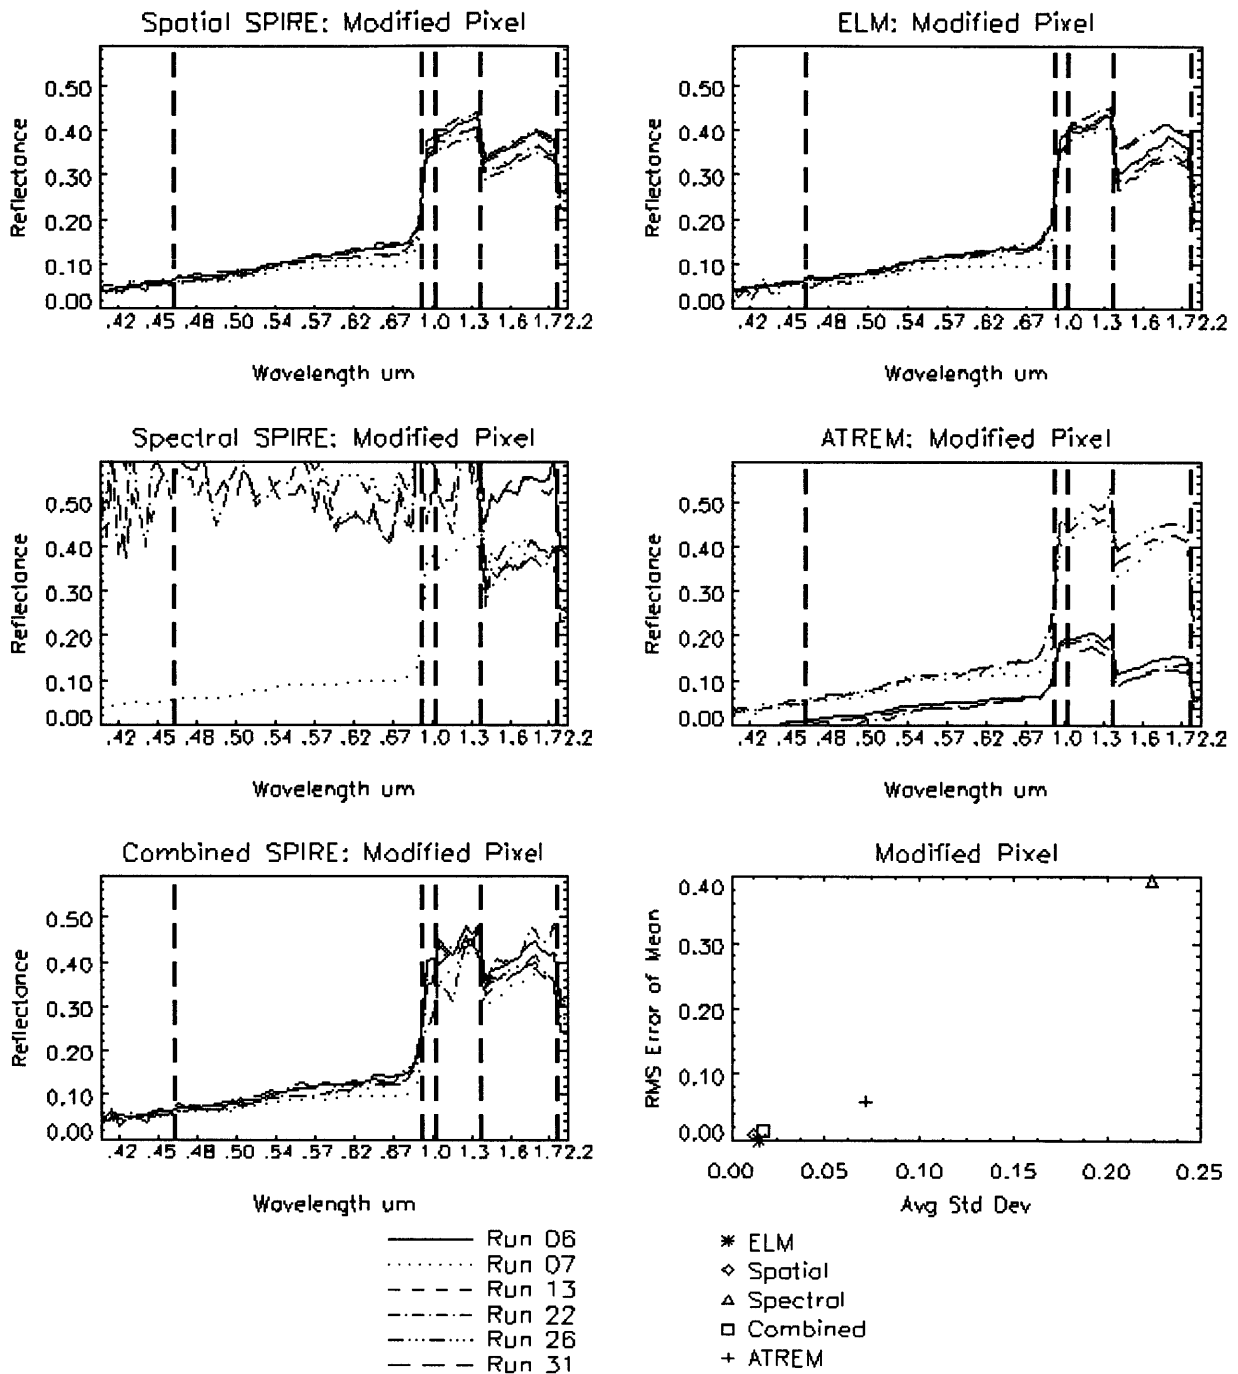 Spatial SPIRE: Modified Pixel
Reflectance
0.50
0.40
0.30
0.20
0.10
0.00
.42 .45 .48 .50 .54 .57 .62 .67 1.0 1.3 1.6 1.72.2
Wavelength um
ELM: Modified Pixel
Reflectance
0.50
0.40
0.30
0.20
0.10
0.00
.42 .45 .48 .50 .54 .57 .62 .67 1.0 1.3 1.6 1.72.2
Wavelength um
Spectral SPIRE: Modified Pixel
Reflectance
0.50
0.40
0.30
0.20
0.10
0.00
.42 .45 .48 .50 .54 .57 .62 .67 1.0 1.3 1.6 1.72.2
Wavelength um
ATREM: Modified Pixel
Reflectance
0.50
0.40
0.30
0.20
0.10
0.00
.42 .45 .48 .50 .54 .57 .62 .67 1.0 1.3 1.6 1.72.2
Wavelength um
Combined SPIRE: Modified Pixel
Reflectance
0.50
0.40
0.30
0.20
0.10
0.00
.42 .45 .48 .50 .54 .57 .62 .67 1.0 1.3 1.6 1.72.2
Wavelength um
Modified Pixel
RMS Error of Mean
0.40
0.30
0.20
0.10
0.00
0.00 0.05 0.10 0.15 0.20 0.25
Avg Std Dev
Run 06
Run 07
Run 13
Run 22
Run 26
Run 31
ELM
Spatial
Spectral
Combined
ATREM